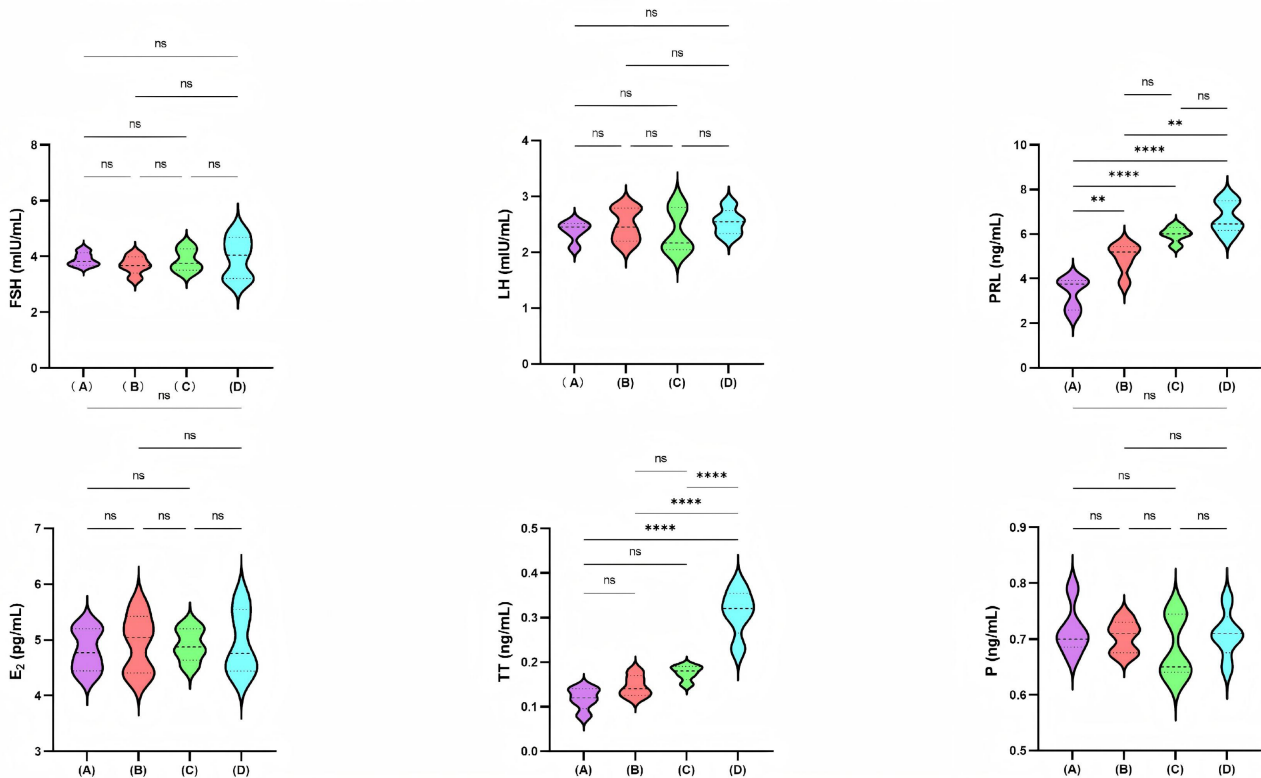 ns
ns
ns
ns ns ns
FSH (mIU/mL)
8
6
4
2
0
（A） （B） （C） (D)
ns
ns
ns
ns ns ns
LH (mIU/mL)
4
3
2
1
0
（A） (B) (C) (D)
ns ns
**
****
****
**
PRL (ng/mL)
10
8
6
4
2
0
(A) (B) (C) (D)
ns
ns
ns
ns ns ns
E₂ (pg/mL)
7
6
5
4
3
(A) (B) (C) (D)
ns
****
****
****
ns
ns
TT (ng/mL)
0.5
0.4
0.3
0.2
0.1
0.0
(A) (B) (C) (D)
ns
ns
ns
ns ns ns
P (ng/mL)
0.9
0.8
0.7
0.6
0.5
(A) (B) (C) (D)